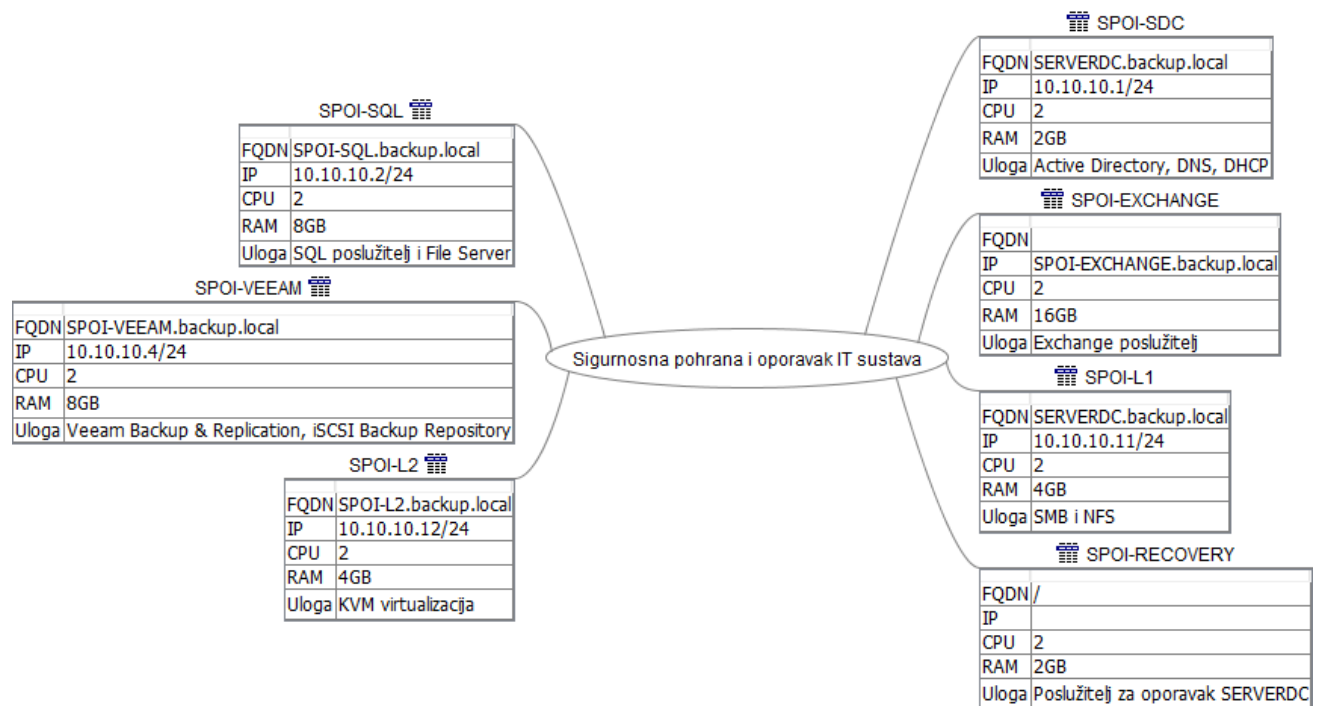 SPOI-SDC
FQDN SERVERDC.backup.local
IP 10.10.10.1/24
CPU 2
RAM 2GB
Uloga Active Directory, DNS, DHCP
SPOI-SQL
FQDN SPOI-SQL.backup.local
IP 10.10.10.2/24
CPU 2
RAM 8GB
Uloga SQL poslužitelj i File Server
SPOI-EXCHANGE
FQDN
IP SPOI-EXCHANGE.backup.local
CPU 2
RAM 16GB
Uloga Exchange poslužitelj
SPOI-VEEAM
FQDN SPOI-VEEAM.backup.local
IP 10.10.10.4/24
CPU 2
RAM 8GB
Uloga Veeam Backup & Replication, iSCSI Backup Repository
Sigurnosna pohrana i oporavak IT sustava
SPOI-L1
FQDN SERVERDC.backup.local
IP 10.10.10.11/24
CPU 2
RAM 4GB
Uloga SMB i NFS
SPOI-L2
FQDN SPOI-L2.backup.local
IP 10.10.10.12/24
CPU 2
RAM 4GB
Uloga KVM virtualizacija
SPOI-RECOVERY
FQDN /
IP
CPU 2
RAM 2GB
Uloga Poslužitelj za oporavak SERVERDC